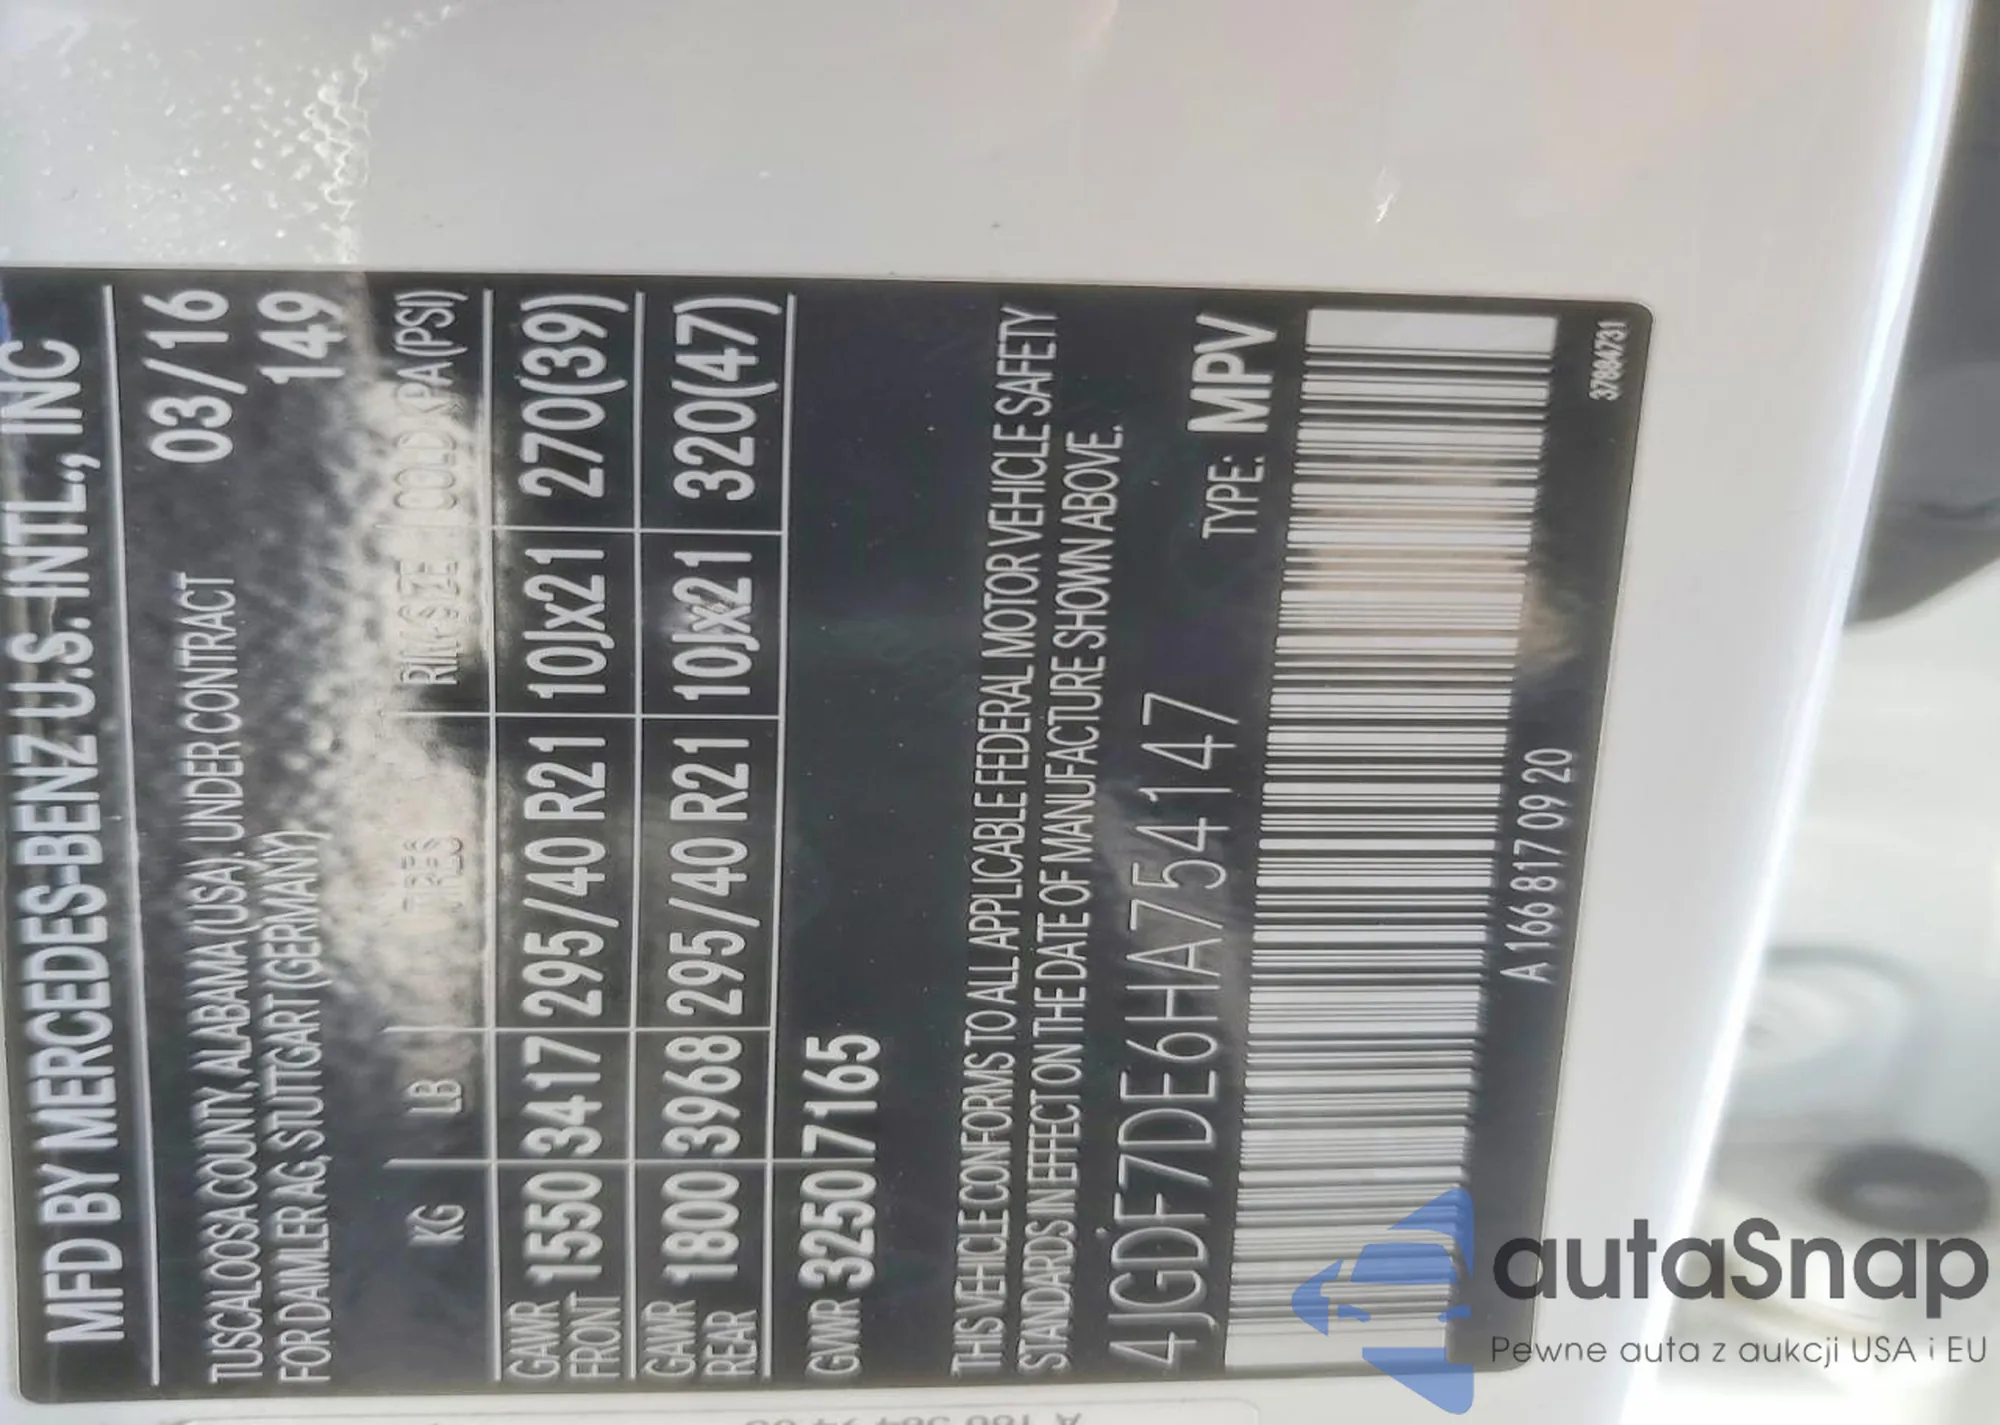 MFD BY MERCEDES-BENZ U.S. INTL., INC
TUSCALOOSA COUNTY, ALABAMA (USA), UNDER CONTRACT 03/16
FOR DAIMLER AG, STUTTGART (GERMANY) 149
KG LB TIRES RIM-SIZE COLD KPA (PSI)
GAWR FRONT 1550 3417 295/40 R21 10Jx21 270(39)
GAWR REAR 1800 3968 295/40 R21 10Jx21 320(47)
GVWR 3250 7165
THIS VEHICLE CONFORMS TO ALL APPLICABLE FEDERAL MOTOR VEHICLE SAFETY
STANDARDS IN EFFECT ON THE DATE OF MANUFACTURE SHOWN ABOVE.
4JGDF7DE6HA754147 TYPE: MPV
A 166 817 09 20
37884731
autaSnap
Pewne auta z aukcji USA i EU